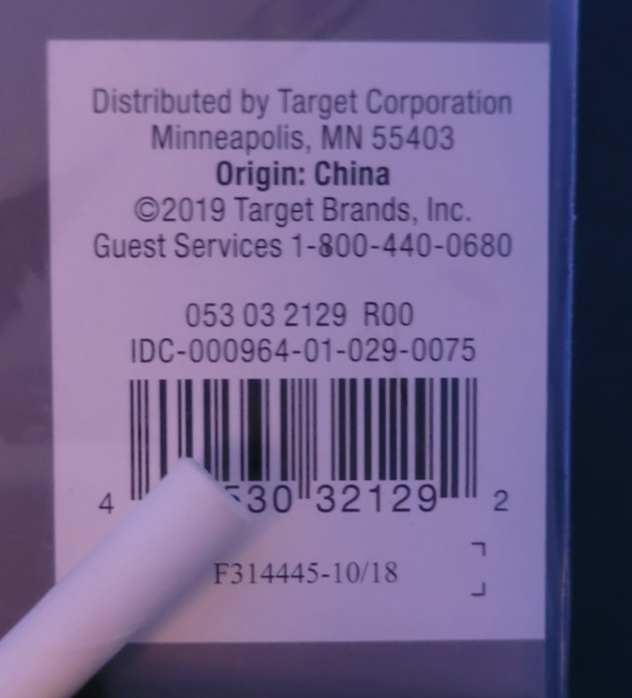 Distributed by Target Corporation
Minneapolis, MN 55403
Origin: China
©2019 Target Brands, Inc.
Guest Services 1-800-440-0680
053 03 2129 R00
IDC-000964-01-029-0075
4 530 32129 2
F314445-10/18